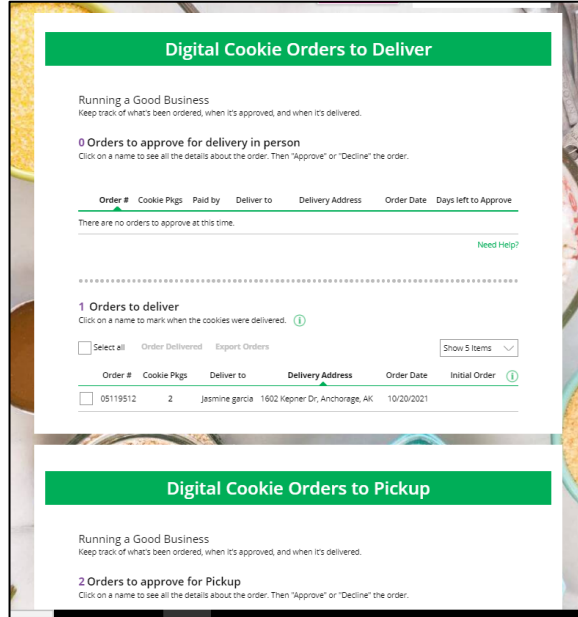 Digital Cookie Orders to Deliver
Running a Good Business
Keep track of what's been ordered, when it's approved, and when it's delivered.
0 Orders to approve for delivery in person
Click on a name to see all the details about the order. Then "Approve" or "Decline" the order.
Order # Cookie Pkgs Paid by Deliver to Delivery Address Order Date Days left to Approve
There are no orders to approve at this time.
Need Help?
1 Orders to deliver
Click on a name to mark when the cookies were delivered. i
Select all Order Delivered Export Orders Show 5 Items
Order # Cookie Pkgs Deliver to Delivery Address Order Date Initial Order i
05119512 2 Jasmine garcia 1602 Kepner Dr, Anchorage, AK 10/20/2021
Digital Cookie Orders to Pickup
Running a Good Business
Keep track of what's been ordered, when it's approved, and when it's delivered.
2 Orders to approve for Pickup
Click on a name to see all the details about the order. Then "Approve" or "Decline" the order.